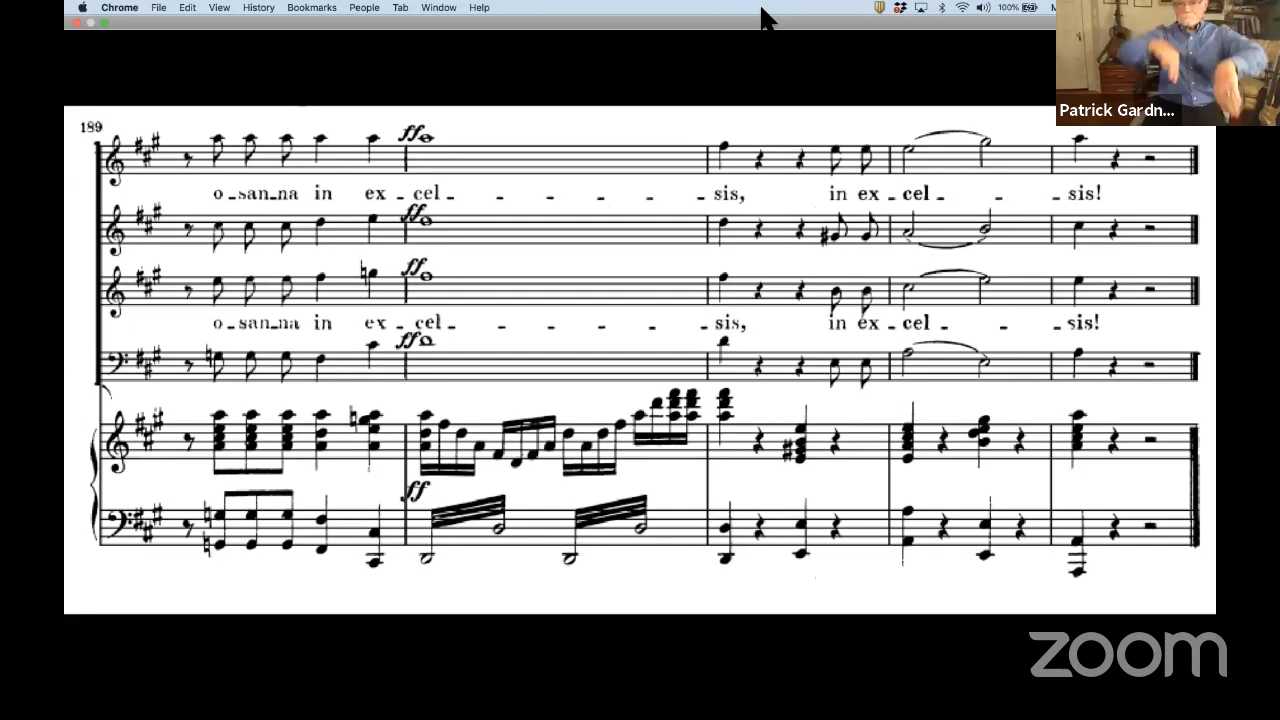 Chrome File Edit View History Bookmarks People Tab Window Help 100%
Patrick Gardn...
189
ff
o - san - na in ex - cel - - - - - sis, in ex - cel - - sis!
ff
ff
o - san - na in ex - cel - - - - - sis, in ex - cel - - sis!
ff
ff
zoom